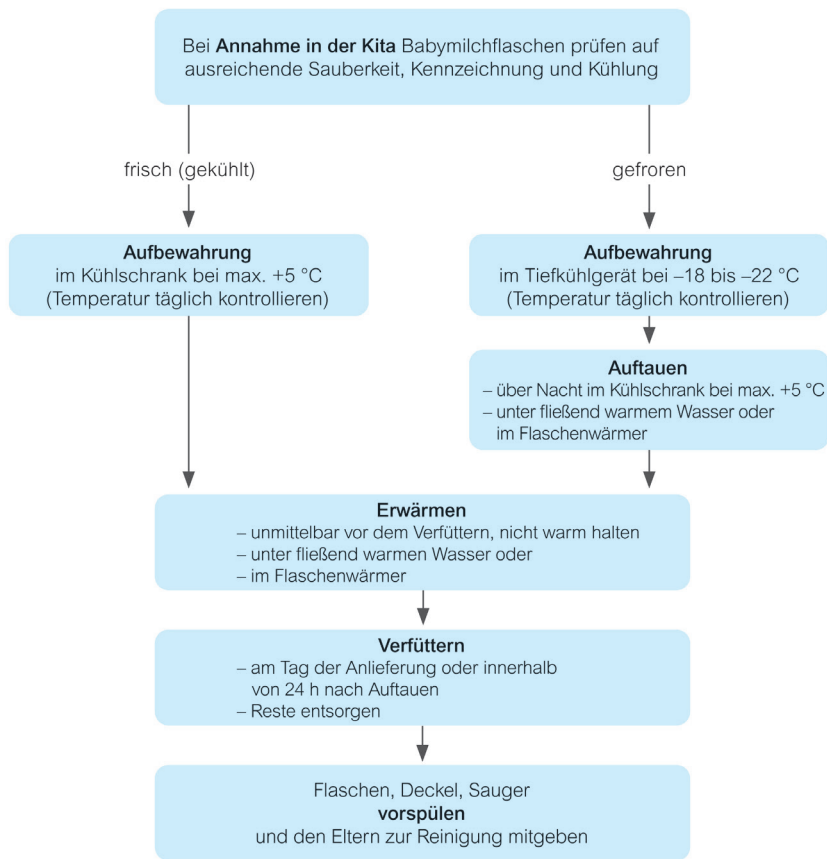 Bei Annahme in der Kita Babymilchflaschen prüfen auf
ausreichende Sauberkeit, Kennzeichnung und Kühlung
frisch (gekühlt)
gefroren
Aufbewahrung
im Kühlschrank bei max. +5 °C
(Temperatur täglich kontrollieren)
Aufbewahrung
im Tiefkühlgerät bei –18 bis –22 °C
(Temperatur täglich kontrollieren)
Auftauen
– über Nacht im Kühlschrank bei max. +5 °C
– unter fließend warmem Wasser oder
im Flaschenwärmer
Erwärmen
– unmittelbar vor dem Verfüttern, nicht warm halten
– unter fließend warmen Wasser oder
– im Flaschenwärmer
Verfüttern
– am Tag der Anlieferung oder innerhalb
von 24 h nach Auftauen
– Reste entsorgen
Flaschen, Deckel, Sauger
vorspülen
und den Eltern zur Reinigung mitgeben